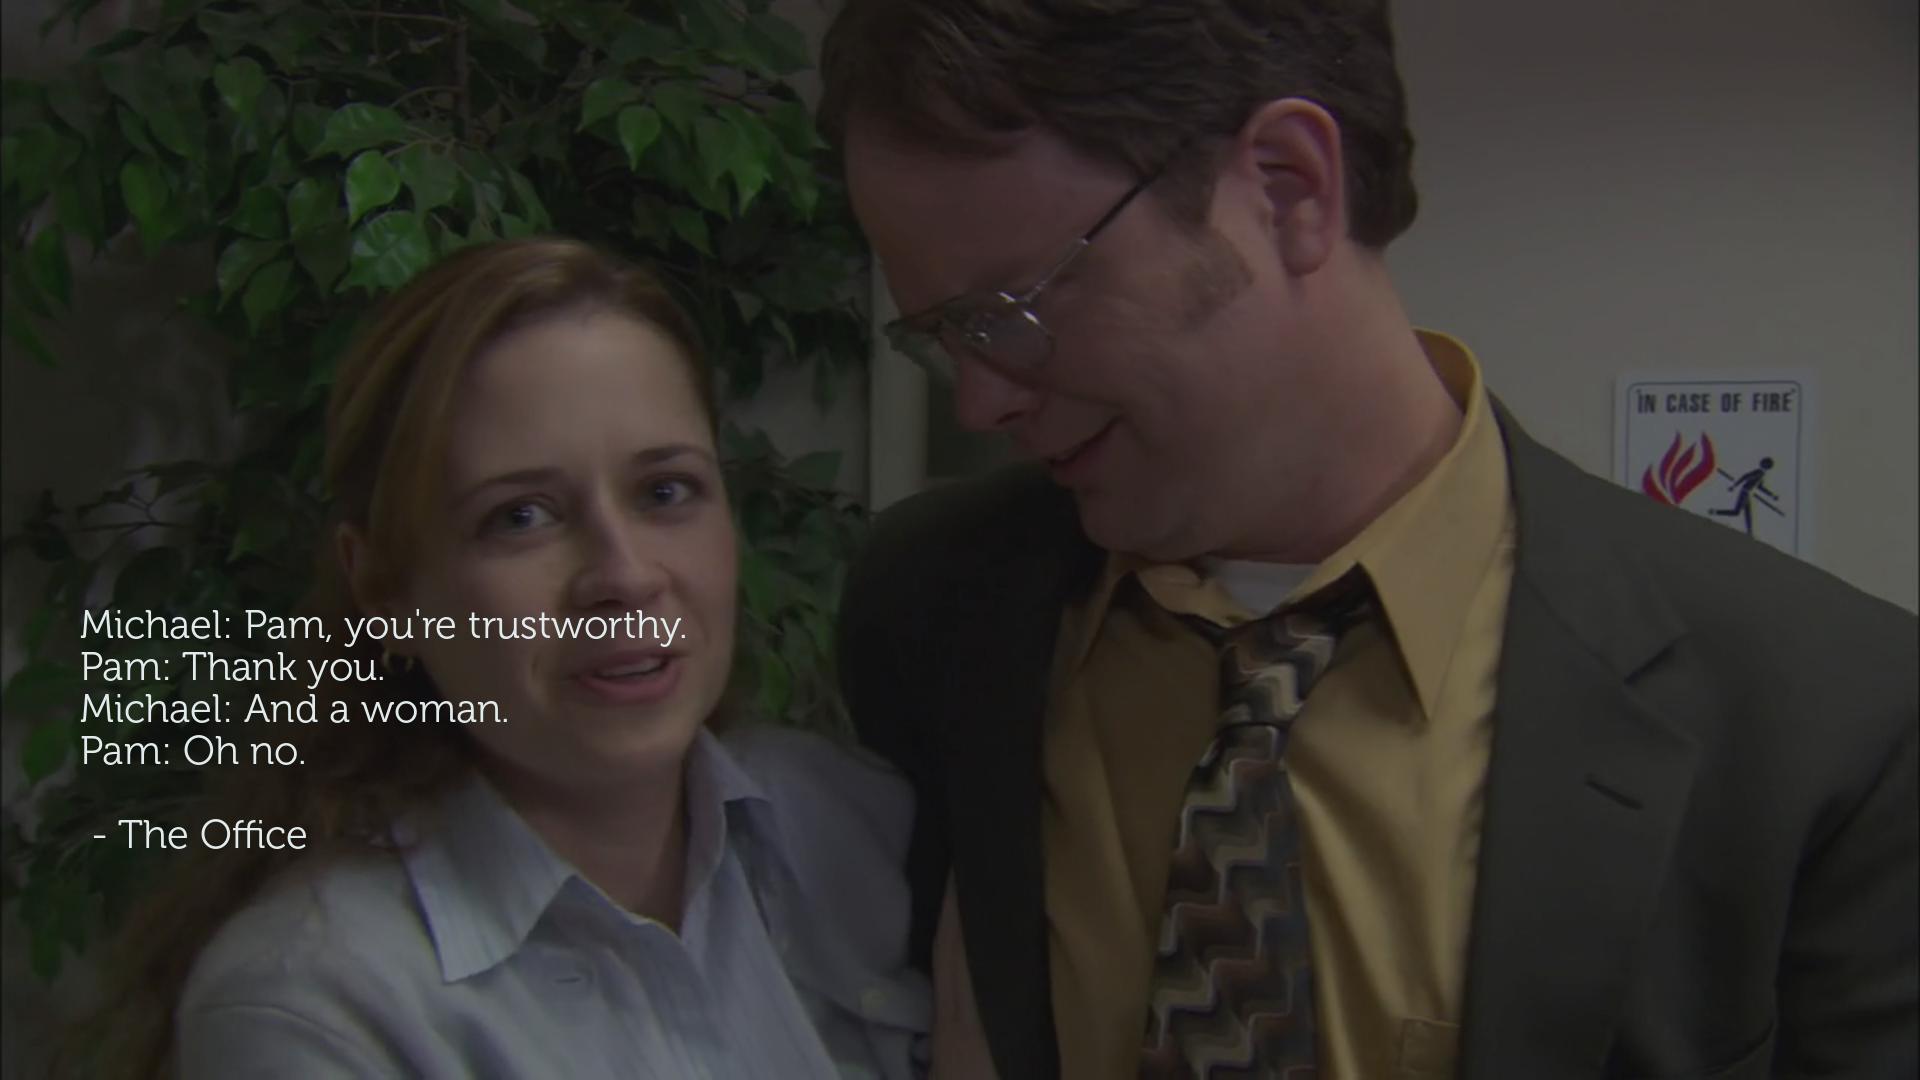 IN CASE OF FIRE
Michael: Pam, you're trustworthy.
Pam: Thank you.
Michael: And a woman.
Pam: Oh no.
- The Office